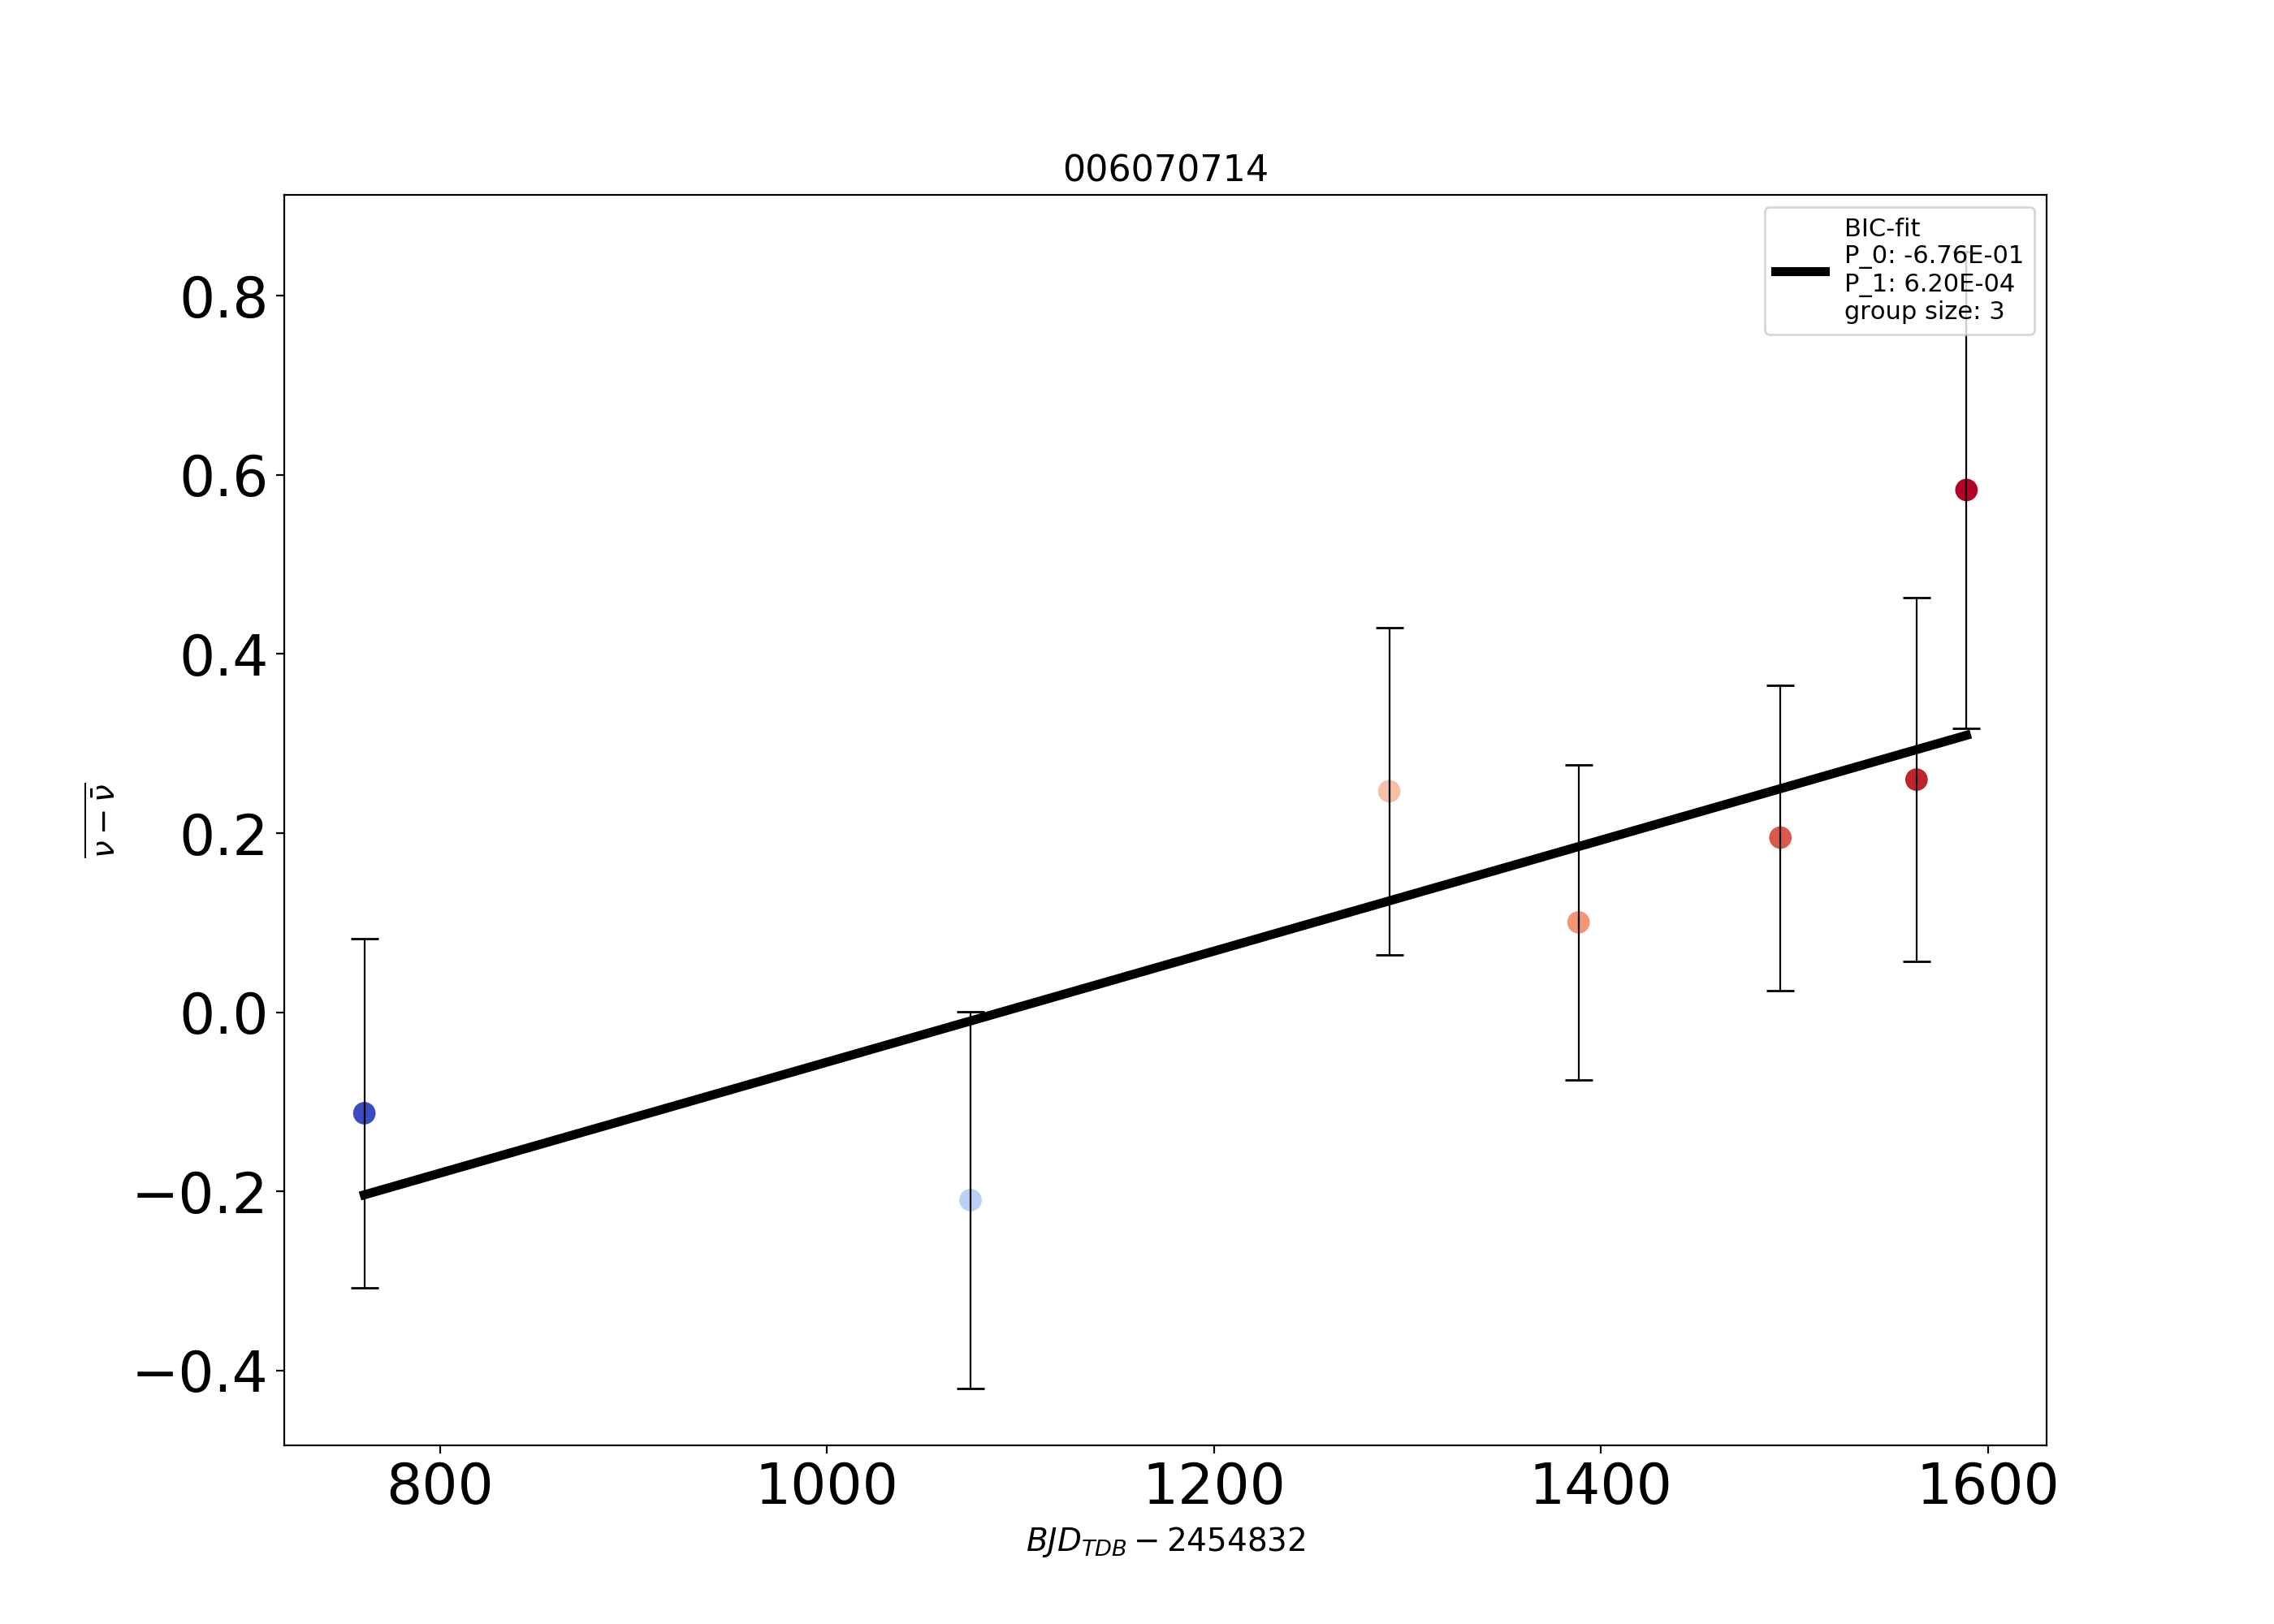 006070714
BIC-fit
P_0: -6.76E-01
P_1: 6.20E-04
group size: 3
0.8
0.6
0.4
0.2
0.0
−0.2
−0.4
ν − ν̄
800 1000 1200 1400 1600
BJD_TDB − 2454832